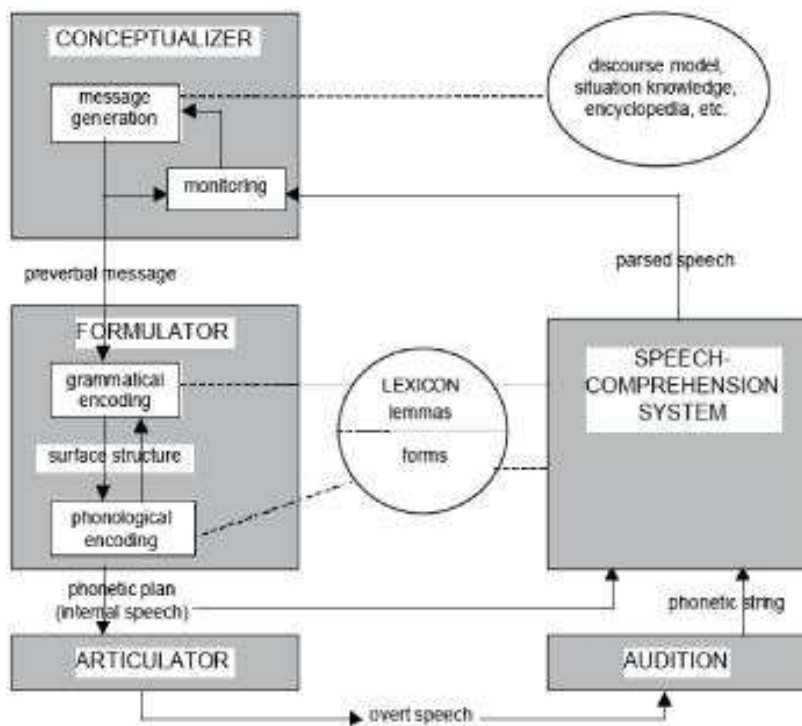 CONCEPTUALIZER
message
generation
monitoring
discourse model,
situation knowledge,
encyclopedia, etc.
preverbal message
parsed speech
FORMULATOR
grammatical
encoding
surface structure
phonological
encoding
LEXICON
lemmas
forms
SPEECH-
COMPREHENSION
SYSTEM
phonetic plan
(internal speech)
phonetic string
ARTICULATOR
AUDITION
overt speech